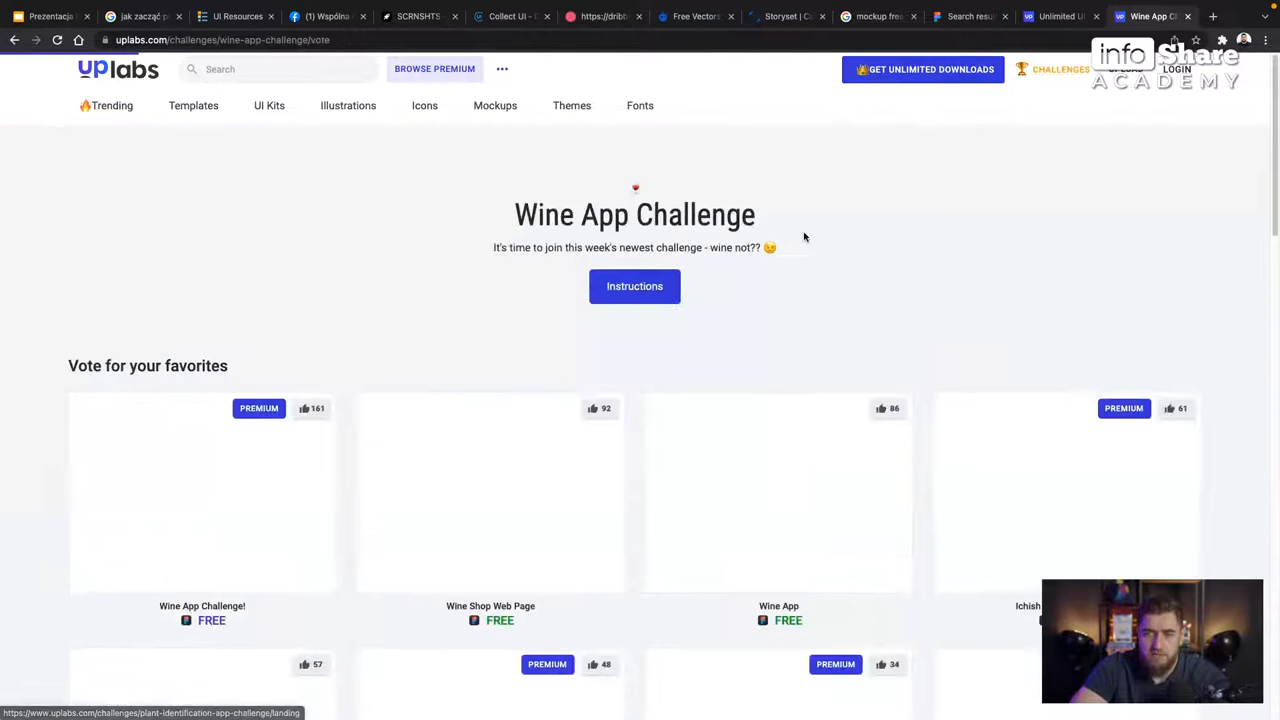 Prezentacja
jak zacząć p
UI Resources
(1) Wspólna
SCRNSHTS -
Collect UI – D
https://dribb
Free Vectors
Storyset | Cu
mockup free
Search resul
Unlimited U
Wine App C
uplabs.com/challenges/wine-app-challenge/vote
info Share
ACADEMY
uplabs
Search
BROWSE PREMIUM
GET UNLIMITED DOWNLOADS
CHALLENGES
UPLOAD
LOGIN
Trending
Templates
UI Kits
Illustrations
Icons
Mockups
Themes
Fonts
Wine App Challenge
It's time to join this week's newest challenge - wine not??
Instructions
Vote for your favorites
PREMIUM
161
92
86
PREMIUM
61
Wine App Challenge!
FREE
Wine Shop Web Page
FREE
Wine App
FREE
Ichish
57
PREMIUM
48
PREMIUM
34
https://www.uplabs.com/challenges/plant-identification-app-challenge/landing